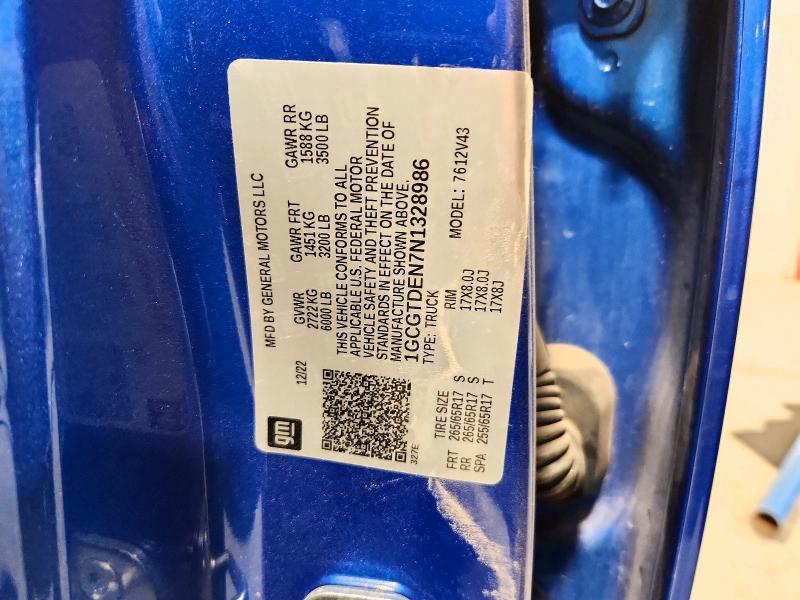 gm
MFD BY GENERAL MOTORS LLC
12/22
GVWR GAWR FRT GAWR RR
2722 KG 1451 KG 1588 KG
6000 LB 3200 LB 3500 LB
THIS VEHICLE CONFORMS TO ALL
APPLICABLE U.S. FEDERAL MOTOR
VEHICLE SAFETY AND THEFT PREVENTION
STANDARDS IN EFFECT ON THE DATE OF
MANUFACTURE SHOWN ABOVE.
1GCGTDEN7N1328986
327E
TYPE: TRUCK MODEL: 7612V43
TIRE SIZE RIM
FRT 265/65R17 S 17X8.0J
RR 265/65R17 S 17X8.0J
SPA 255/65R17 T 17X8J